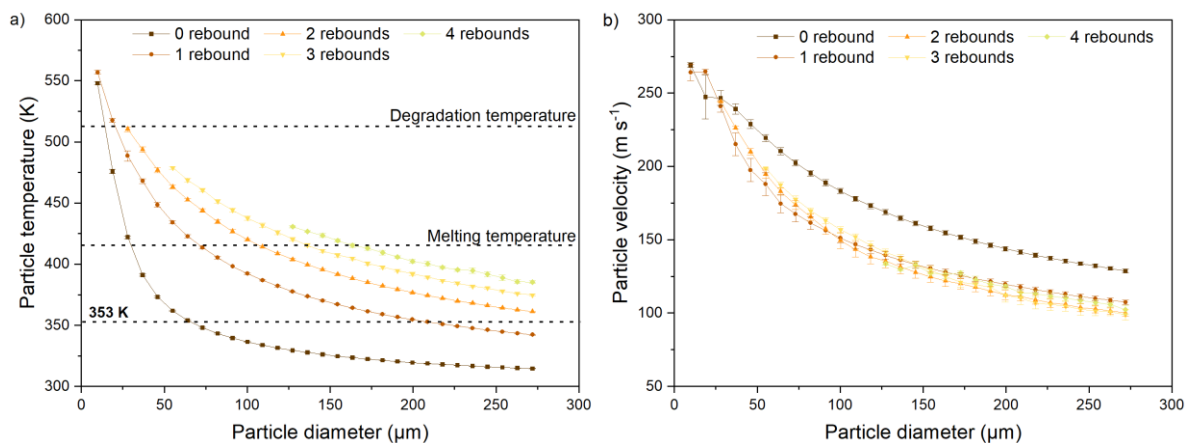 a)
0 rebound
2 rebounds
4 rebounds
1 rebound
3 rebounds
600
550
500
450
400
350
300
Particle temperature (K)
Degradation temperature
Melting temperature
353 K
0
50
100
150
200
250
300
Particle diameter (µm)
b)
0 rebound
2 rebounds
4 rebounds
1 rebound
3 rebounds
300
250
200
150
100
50
Particle velocity (m s⁻¹)
0
50
100
150
200
250
300
Particle diameter (µm)